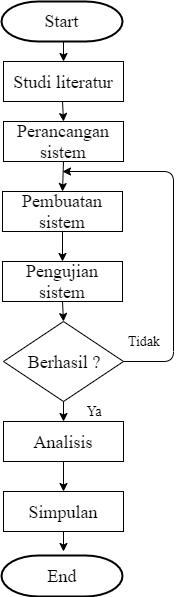 Start
Studi literatur
Perancangan
sistem
Pembuatan
sistem
Pengujian
sistem
Tidak
Berhasil ?
Ya
Analisis
Simpulan
End